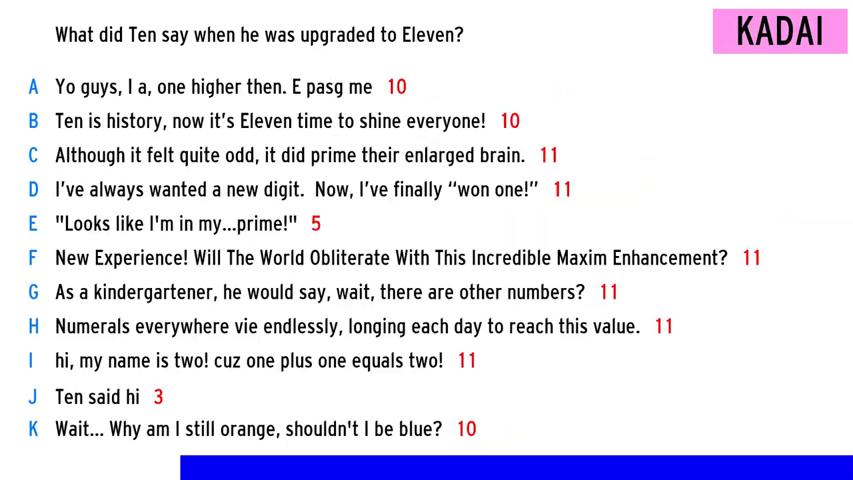 What did Ten say when he was upgraded to Eleven?
KADAI
A Yo guys, I a, one higher then. E pasg me 10
B Ten is history, now it's Eleven time to shine everyone! 10
C Although it felt quite odd, it did prime their enlarged brain. 11
D I've always wanted a new digit. Now, I've finally “won one!” 11
E "Looks like I'm in my...prime!" 5
F New Experience! Will The World Obliterate With This Incredible Maxim Enhancement? 11
G As a kindergartener, he would say, wait, there are other numbers? 11
H Numerals everywhere vie endlessly, longing each day to reach this value. 11
I hi, my name is two! cuz one plus one equals two! 11
J Ten said hi 3
K Wait... Why am I still orange, shouldn't I be blue? 10